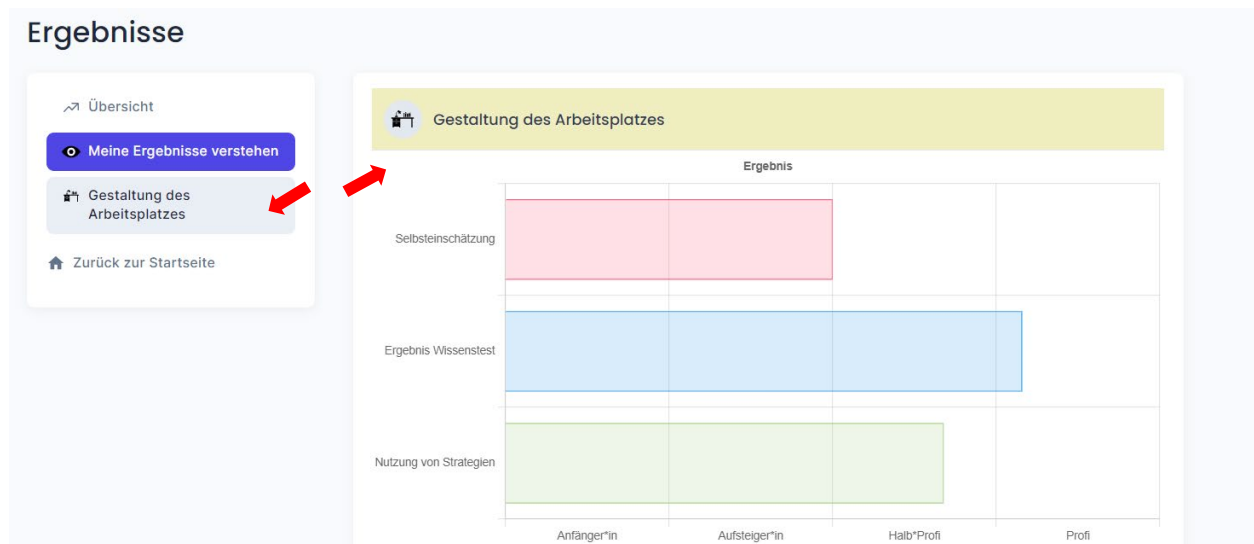 Ergebnisse
Übersicht
Meine Ergebnisse verstehen
Gestaltung des
Arbeitsplatzes
Zurück zur Startseite
Gestaltung des Arbeitsplatzes
Ergebnis
Selbsteinschätzung
Ergebnis Wissenstest
Nutzung von Strategien
Anfänger*in Aufsteiger*in Halb*Profi Profi